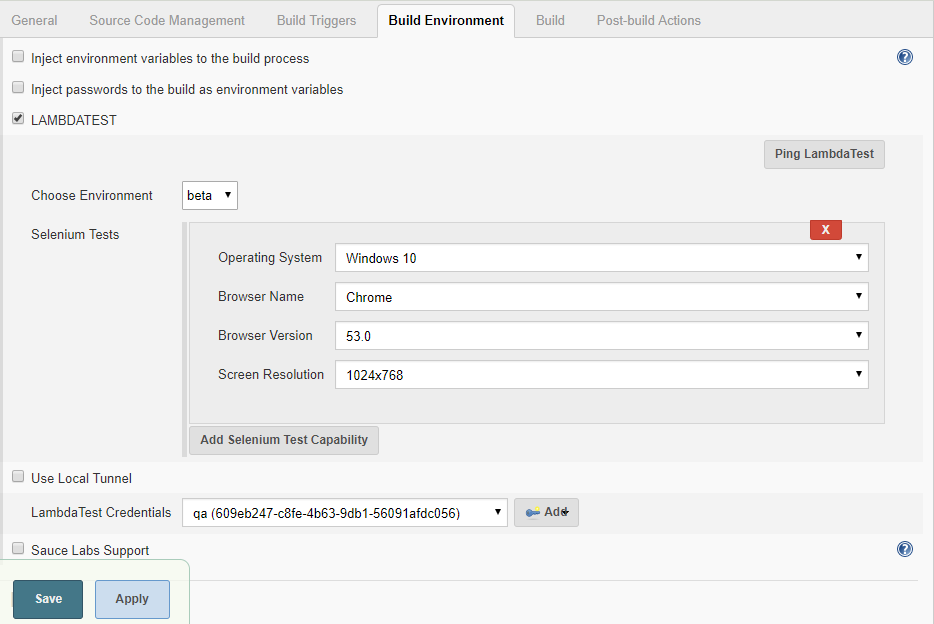 General Source Code Management Build Triggers Build Environment Build Post-build Actions
Inject environment variables to the build process
Inject passwords to the build as environment variables
LAMBDATEST
Ping LambdaTest
Choose Environment beta
Selenium Tests
X
Operating System Windows 10
Browser Name Chrome
Browser Version 53.0
Screen Resolution 1024x768
Add Selenium Test Capability
Use Local Tunnel
LambdaTest Credentials qa (609eb247-c8fe-4b63-9db1-56091afdc056) Add
Sauce Labs Support
Save Apply